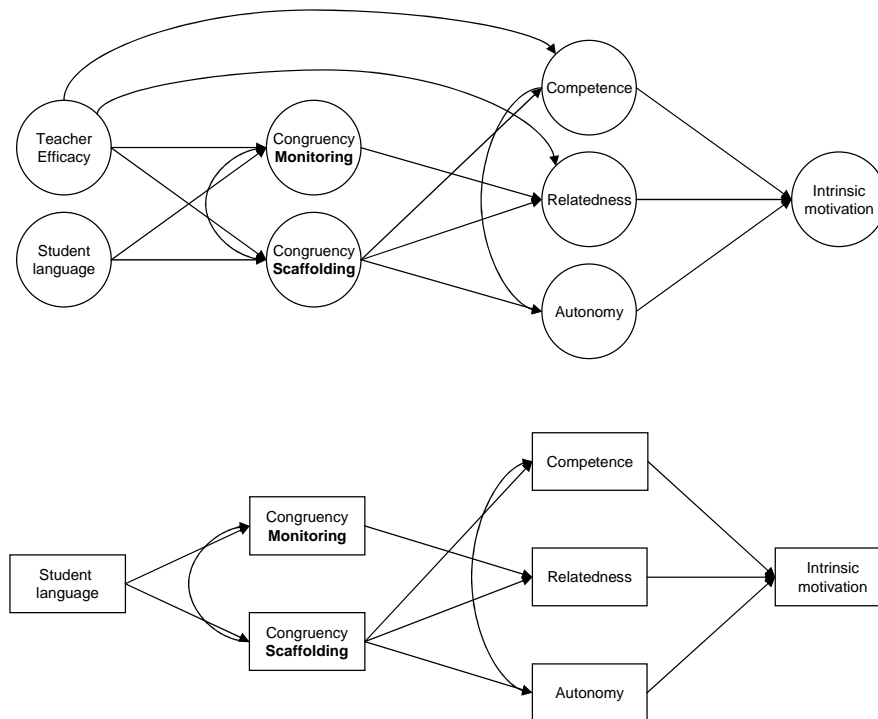 Competence
Teacher
Efficacy
Congruency
Monitoring
Relatedness
Intrinsic
motivation
Student
language
Congruency
Scaffolding
Autonomy
Competence
Congruency
Monitoring
Student
language
Relatedness
Intrinsic
motivation
Congruency
Scaffolding
Autonomy